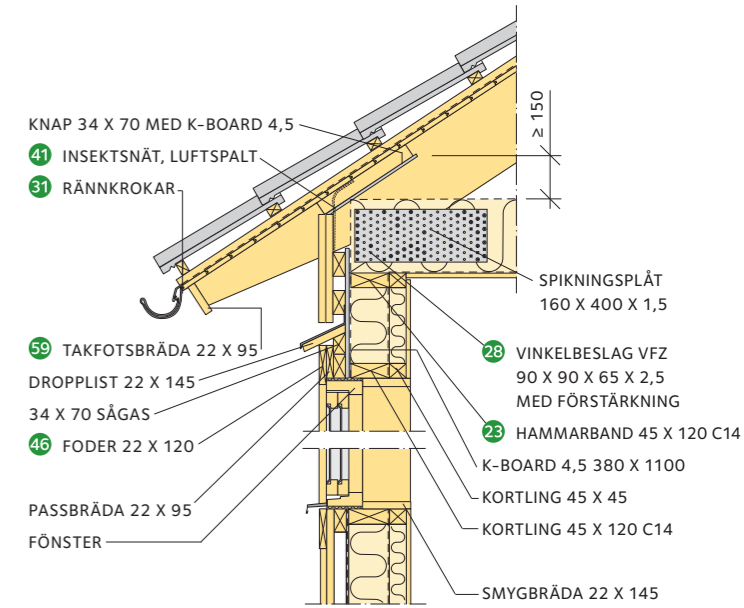 KNAP 34 X 70 MED K-BOARD 4,5
41 INSEKTSNÄT, LUFTSPALT
31 RÄNNKROKAR
≥ 150
59 TAKFOTSBRÄDA 22 X 95
DROPPLIST 22 X 145
34 X 70 SÅGAS
46 FODER 22 X 120
PASSBRÄDA 22 X 95
FÖNSTER
SPIKNINGSPLÅT
160 X 400 X 1,5
28 VINKELBESLAG VFZ
90 X 90 X 65 X 2,5
MED FÖRSTÄRKNING
23 HAMMARBAND 45 X 120 C14
K-BOARD 4,5 380 X 1100
KORTLING 45 X 45
KORTLING 45 X 120 C14
SMYGBRÄDA 22 X 145